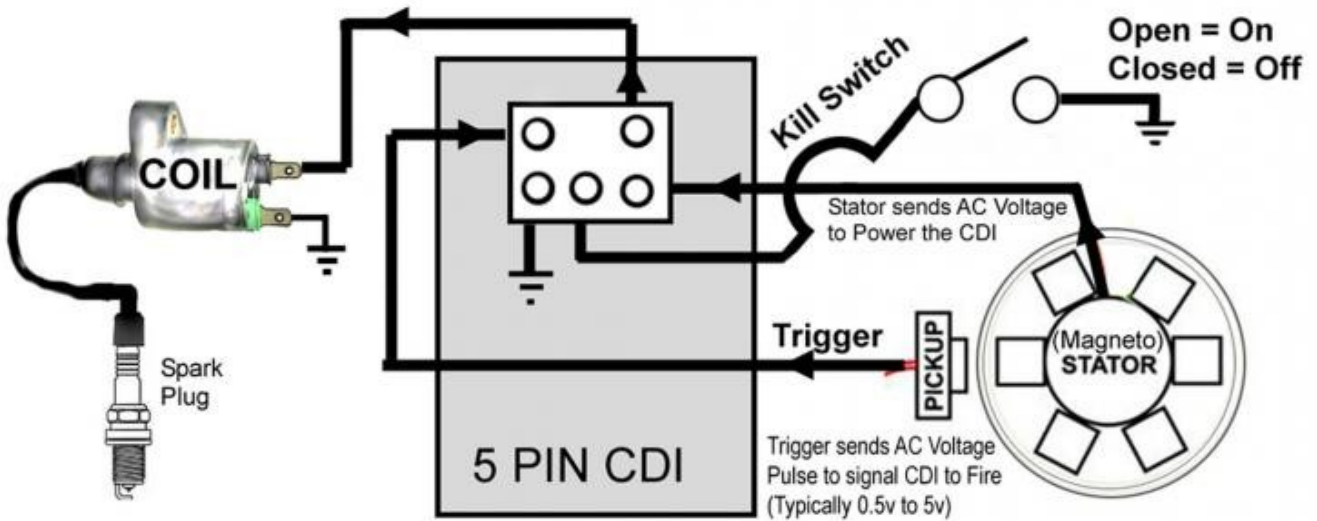 Open = On
Closed = Off
Kill Switch
COIL
Stator sends AC Voltage
to Power the CDI
Trigger
PICKUP
(Magneto)
STATOR
Spark
Plug
5 PIN CDI
Trigger sends AC Voltage
Pulse to signal CDI to Fire
(Typically 0.5v to 5v)